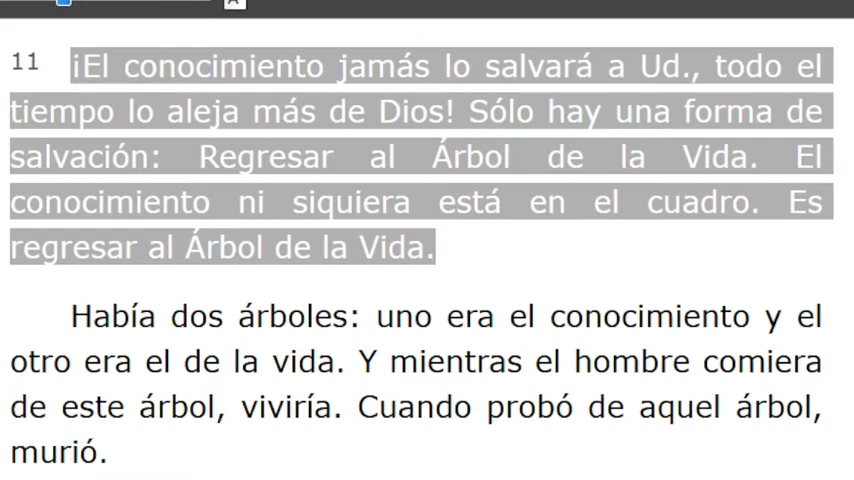 A
11 ¡El conocimiento jamás lo salvará a Ud., todo el
tiempo lo aleja más de Dios! Sólo hay una forma de
salvación: Regresar al Árbol de la Vida. El
conocimiento ni siquiera está en el cuadro. Es
regresar al Árbol de la Vida.
Había dos árboles: uno era el conocimiento y el
otro era el de la vida. Y mientras el hombre comiera
de este árbol, viviría. Cuando probó de aquel árbol,
murió.